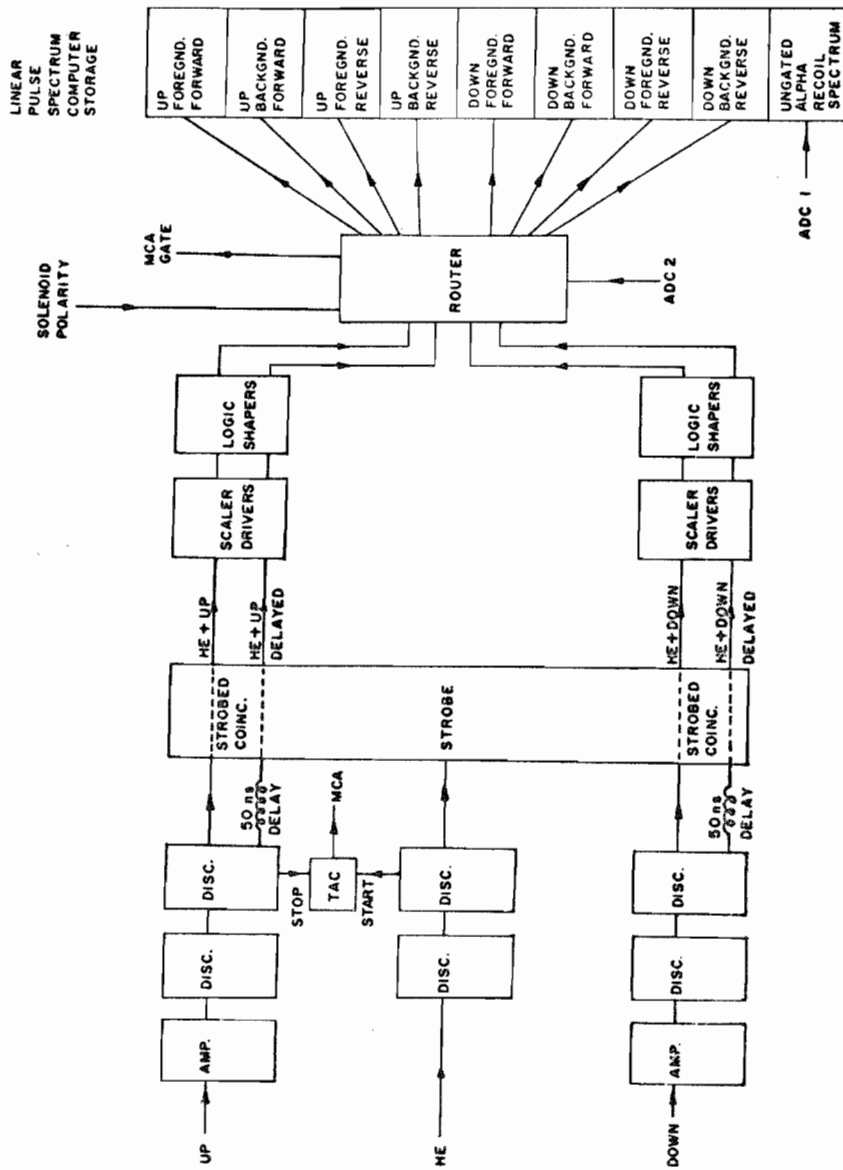 LINEAR
PULSE
SPECTRUM
COMPUTER
STORAGE
UP
FOREGND.
FORWARD
UP
BACKGND.
FORWARD
UP
FOREGND.
REVERSE
UP
BACKGND.
REVERSE
DOWN
FOREGND.
FORWARD
DOWN
BACKGND.
FORWARD
DOWN
FOREGND.
REVERSE
DOWN
BACKGND.
REVERSE
UNGATED
ALPHA
RECOIL
SPECTRUM
ADC 1
MCA
GATE
SOLENOID
POLARITY
ROUTER
ADC 2
LOGIC
SHAPERS
LOGIC
SHAPERS
SCALER
DRIVERS
SCALER
DRIVERS
HE+UP
HE+UP
DELAYED
HE+DOWN
HE+DOWN
DELAYED
STROBED
COINC.
STROBE
STROBED
COINC.
50 ns
DELAY
MCA
50 ns
DELAY
DISC.
STOP
TAC
START
DISC.
DISC.
DISC.
DISC.
DISC.
AMP.
AMP.
UP
HE
DOWN